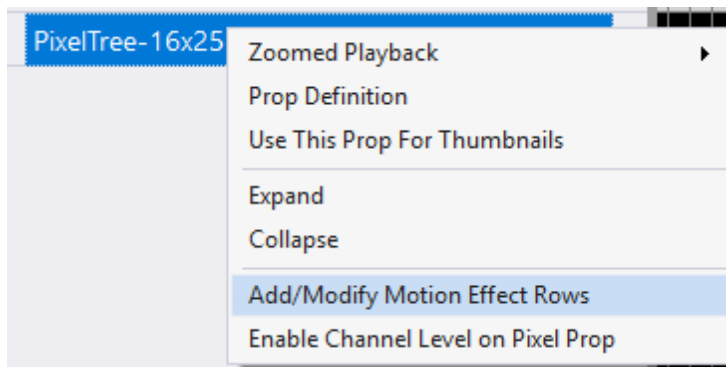 PixelTree-16x25
Zoomed Playback
Prop Definition
Use This Prop For Thumbnails
Expand
Collapse
Add/Modify Motion Effect Rows
Enable Channel Level on Pixel Prop